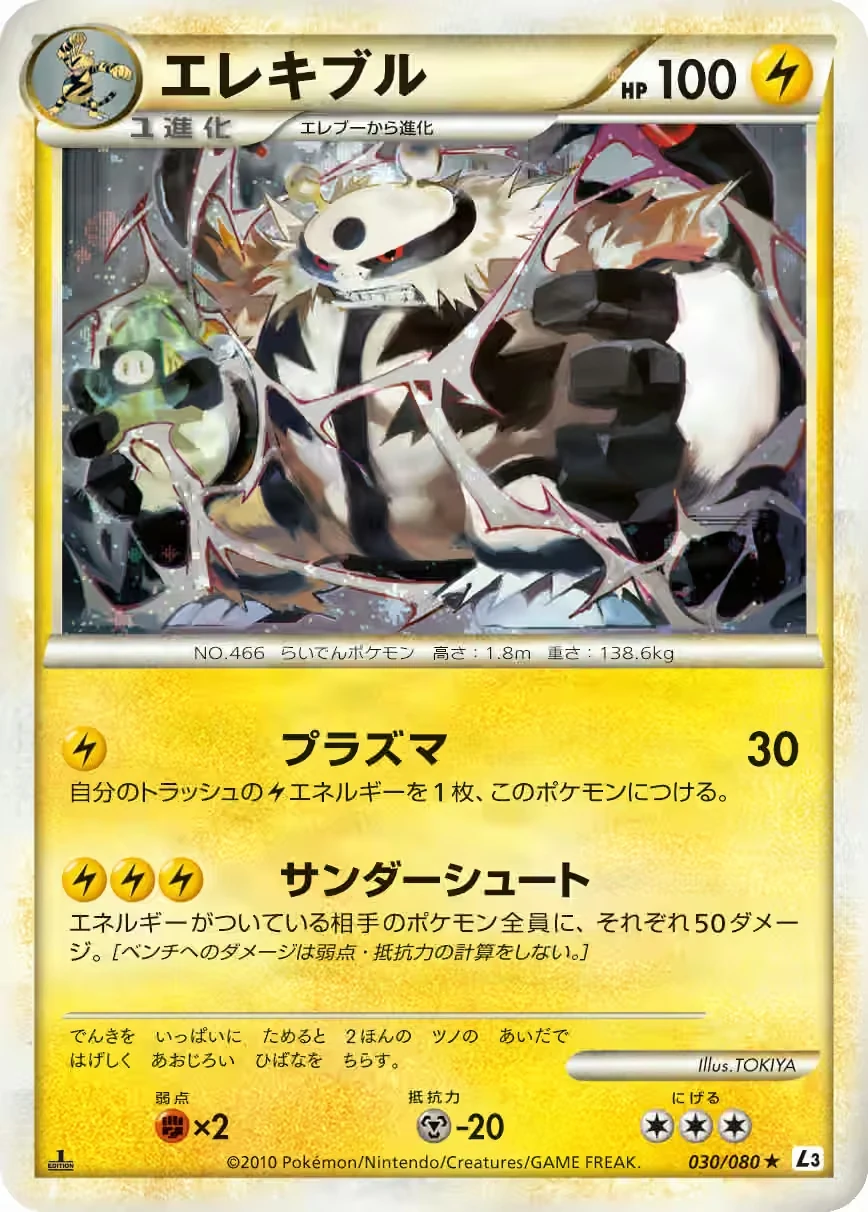 エレキブル HP 100
1進化 エレブーから進化
NO.466 らいでんポケモン 高さ：1.8m 重さ：138.6kg
プラズマ 30
自分のトラッシュのエネルギーを1枚、このポケモンにつける。
サンダーシュート
エネルギーがついている相手のポケモン全員に、それぞれ50ダメー
ジ。［ベンチへのダメージは弱点・抵抗力の計算をしない。］
でんきを いっぱいに ためると 2ほんの ツノの あいだで
はげしく あおじろい ひばなを ちらす。
Illus.TOKIYA
弱点 抵抗力 にげる
×2 -20
1 EDITION
©2010 Pokémon/Nintendo/Creatures/GAME FREAK. 030/080 ★ L3